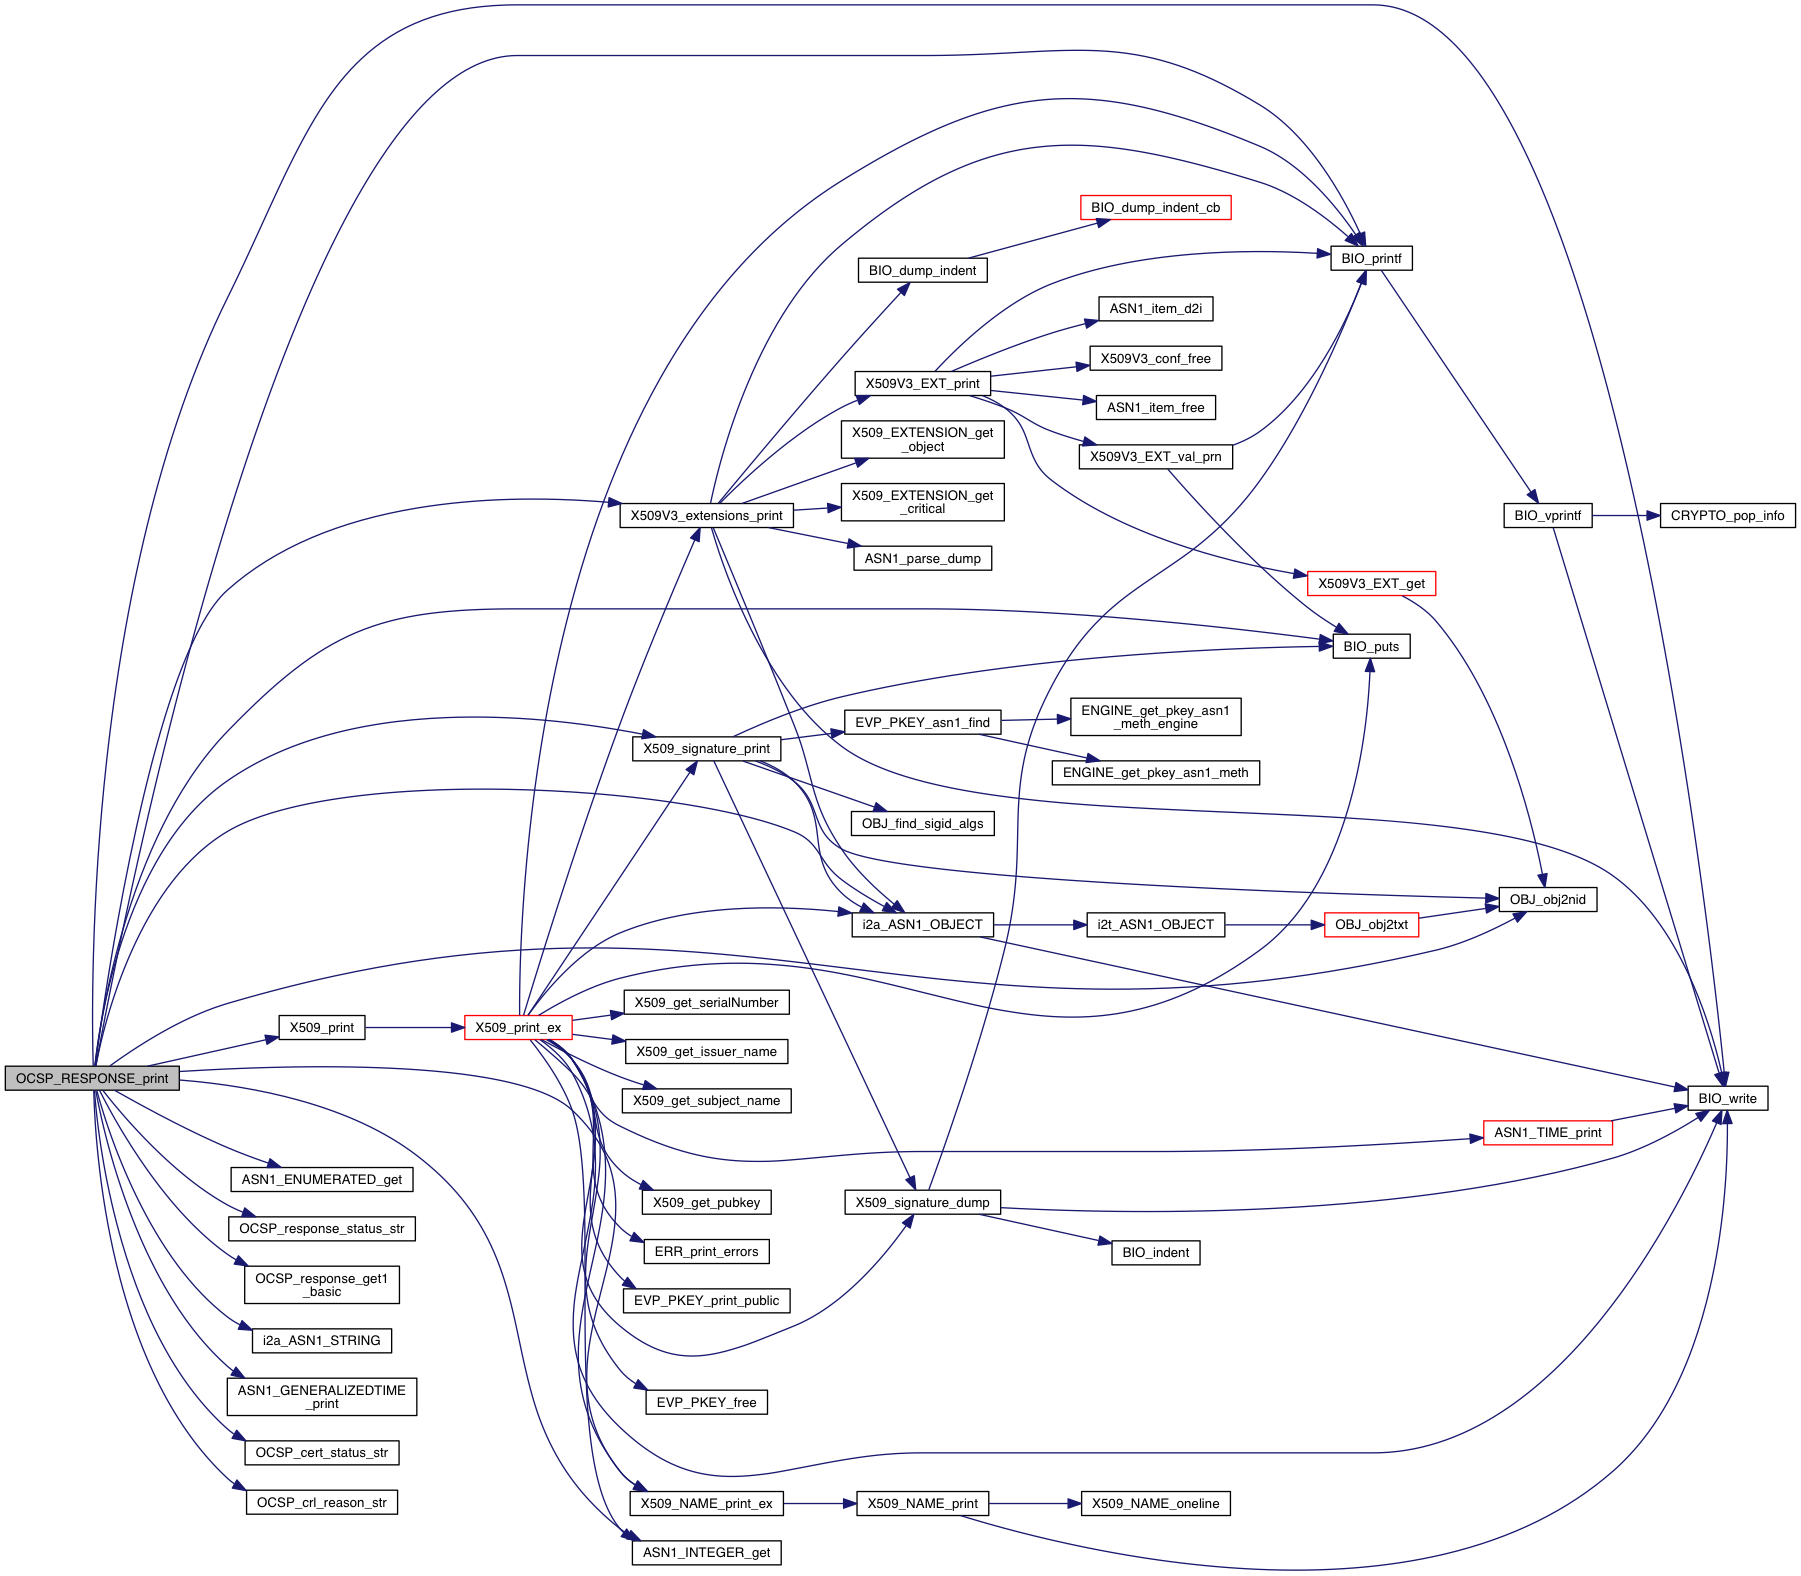 BIO_dump_indent_cb
BIO_printf
BIO_dump_indent
ASN1_item_d2i
X509V3_conf_free
X509V3_EXT_print
ASN1_item_free
X509_EXTENSION_get
_object
X509V3_EXT_val_prn
X509_EXTENSION_get
_critical
X509V3_extensions_print
BIO_vprintf
CRYPTO_pop_info
ASN1_parse_dump
X509V3_EXT_get
BIO_puts
ENGINE_get_pkey_asn1
_meth_engine
EVP_PKEY_asn1_find
X509_signature_print
ENGINE_get_pkey_asn1_meth
OBJ_find_sigid_algs
OBJ_obj2nid
i2a_ASN1_OBJECT
i2t_ASN1_OBJECT
OBJ_obj2txt
X509_get_serialNumber
X509_print
X509_print_ex
X509_get_issuer_name
OCSP_RESPONSE_print
X509_get_subject_name
BIO_write
ASN1_TIME_print
ASN1_ENUMERATED_get
X509_get_pubkey
X509_signature_dump
OCSP_response_status_str
ERR_print_errors
BIO_indent
OCSP_response_get1
_basic
EVP_PKEY_print_public
i2a_ASN1_STRING
ASN1_GENERALIZEDTIME
_print
EVP_PKEY_free
OCSP_cert_status_str
OCSP_crl_reason_str
X509_NAME_print_ex
X509_NAME_print
X509_NAME_oneline
ASN1_INTEGER_get